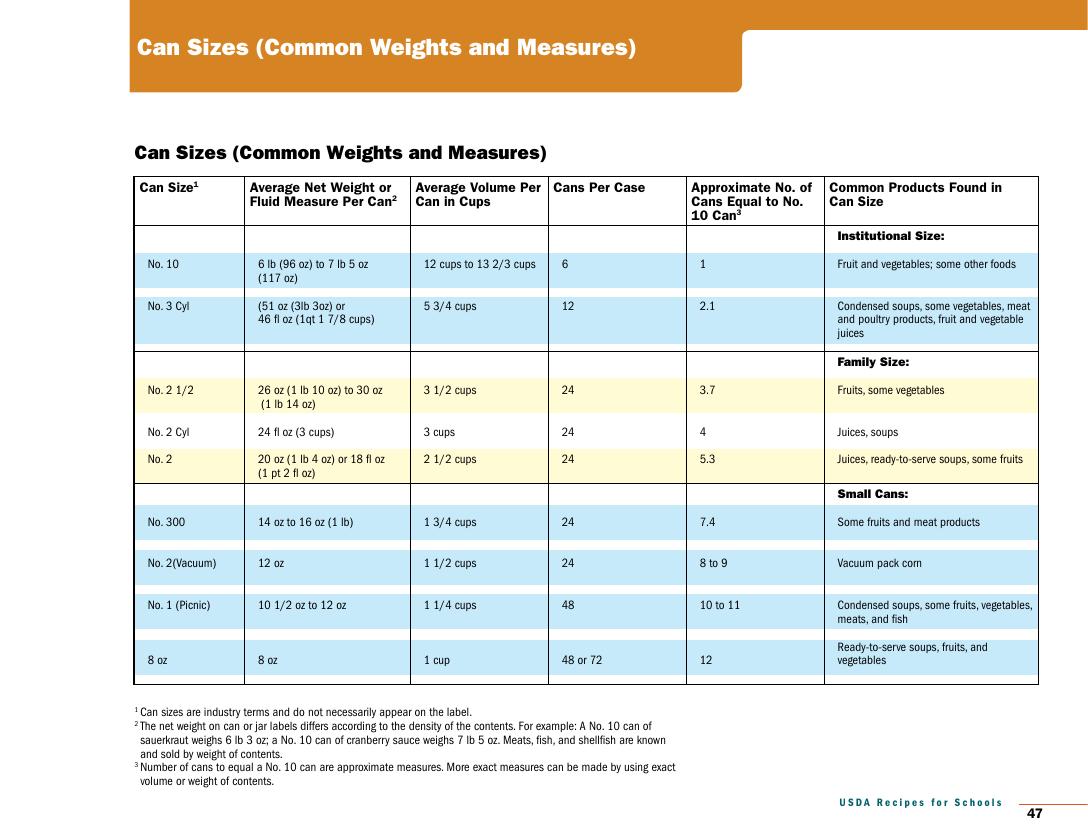 Can Sizes (Common Weights and Measures)
Can Sizes (Common Weights and Measures)
Can Size¹ Average Net Weight or Fluid Measure Per Can² Average Volume Per Can in Cups Cans Per Case Approximate No. of Cans Equal to No. 10 Can³ Common Products Found in Can Size
Institutional Size:
No. 10 6 lb (96 oz) to 7 lb 5 oz (117 oz) 12 cups to 13 2/3 cups 6 1 Fruit and vegetables; some other foods
No. 3 Cyl (51 oz (3lb 3oz) or 46 fl oz (1qt 1 7/8 cups) 5 3/4 cups 12 2.1 Condensed soups, some vegetables, meat and poultry products, fruit and vegetable juices
Family Size:
No. 2 1/2 26 oz (1 lb 10 oz) to 30 oz (1 lb 14 oz) 3 1/2 cups 24 3.7 Fruits, some vegetables
No. 2 Cyl 24 fl oz (3 cups) 3 cups 24 4 Juices, soups
No. 2 20 oz (1 lb 4 oz) or 18 fl oz (1 pt 2 fl oz) 2 1/2 cups 24 5.3 Juices, ready-to-serve soups, some fruits
Small Cans:
No. 300 14 oz to 16 oz (1 lb) 1 3/4 cups 24 7.4 Some fruits and meat products
No. 2(Vacuum) 12 oz 1 1/2 cups 24 8 to 9 Vacuum pack corn
No. 1 (Picnic) 10 1/2 oz to 12 oz 1 1/4 cups 48 10 to 11 Condensed soups, some fruits, vegetables, meats, and fish
8 oz 8 oz 1 cup 48 or 72 12 Ready-to-serve soups, fruits, and vegetables
¹ Can sizes are industry terms and do not necessarily appear on the label.
² The net weight on can or jar labels differs according to the density of the contents. For example: A No. 10 can of
sauerkraut weighs 6 lb 3 oz; a No. 10 can of cranberry sauce weighs 7 lb 5 oz. Meats, fish, and shellfish are known
and sold by weight of contents.
³ Number of cans to equal a No. 10 can are approximate measures. More exact measures can be made by using exact
volume or weight of contents.
USDA Recipes for Schools
47